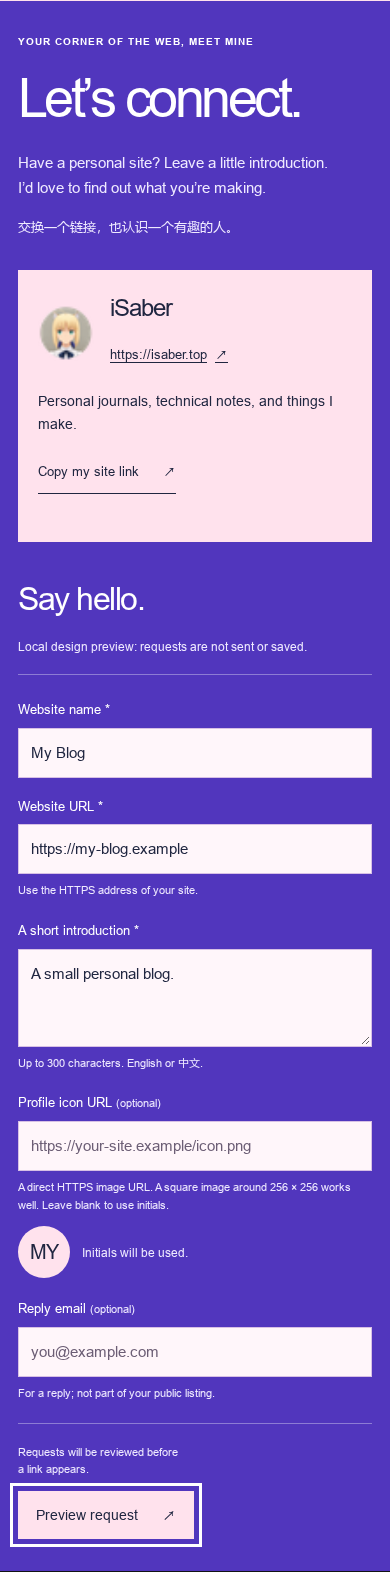 YOUR CORNER OF THE WEB, MEET MINE
Let's connect.
Have a personal site? Leave a little introduction.
I'd love to find out what you're making.
交换一个链接，也认识一个有趣的人。
iSaber
https://isaber.top ↗
Personal journals, technical notes, and things I
make.
Copy my site link ↗
Say hello.
Local design preview: requests are not sent or saved.
Website name *
My Blog
Website URL *
https://my-blog.example
Use the HTTPS address of your site.
A short introduction *
A small personal blog.
Up to 300 characters. English or 中文.
Profile icon URL (optional)
https://your-site.example/icon.png
A direct HTTPS image URL. A square image around 256 × 256 works
well. Leave blank to use initials.
MY Initials will be used.
Reply email (optional)
you@example.com
For a reply; not part of your public listing.
Requests will be reviewed before
a link appears.
Preview request ↗